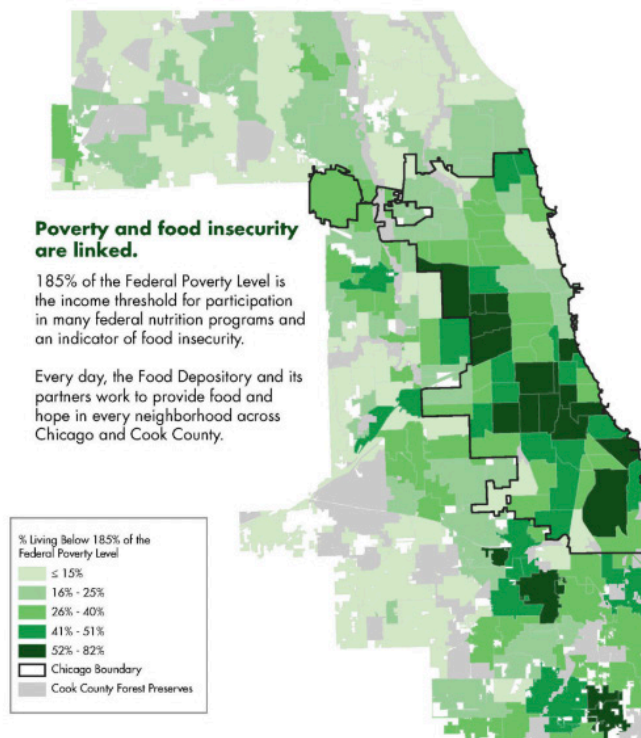 Poverty and food insecurity
are linked.
185% of the Federal Poverty Level is
the income threshold for participation
in many federal nutrition programs and
an indicator of food insecurity.
Every day, the Food Depository and its
partners work to provide food and
hope in every neighborhood across
Chicago and Cook County.
% Living Below 185% of the
Federal Poverty Level
≤ 15%
16% - 25%
26% - 40%
41% - 51%
52% - 82%
Chicago Boundary
Cook County Forest Preserves